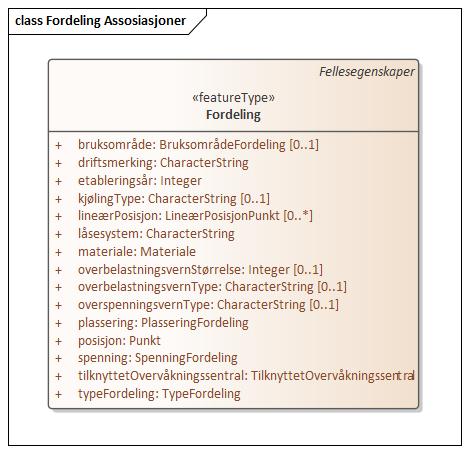 class Fordeling Assosiasjoner
Fellesegenskaper
«featureType»
Fordeling
+ bruksområde: BruksområdeFordeling [0..1]
+ driftsmerking: CharacterString
+ etableringsår: Integer
+ kjølingType: CharacterString [0..1]
+ lineærPosisjon: LineærPosisjonPunkt [0..*]
+ låsesystem: CharacterString
+ materiale: Materiale
+ overbelastningsvernStørrelse: Integer [0..1]
+ overbelastningsvernType: CharacterString [0..1]
+ overspenningsvernType: CharacterString [0..1]
+ plassering: PlasseringFordeling
+ posisjon: Punkt
+ spenning: SpenningFordeling
+ tilknyttetOvervåkningssentral: TilknyttetOvervåkningssentral
+ typeFordeling: TypeFordeling